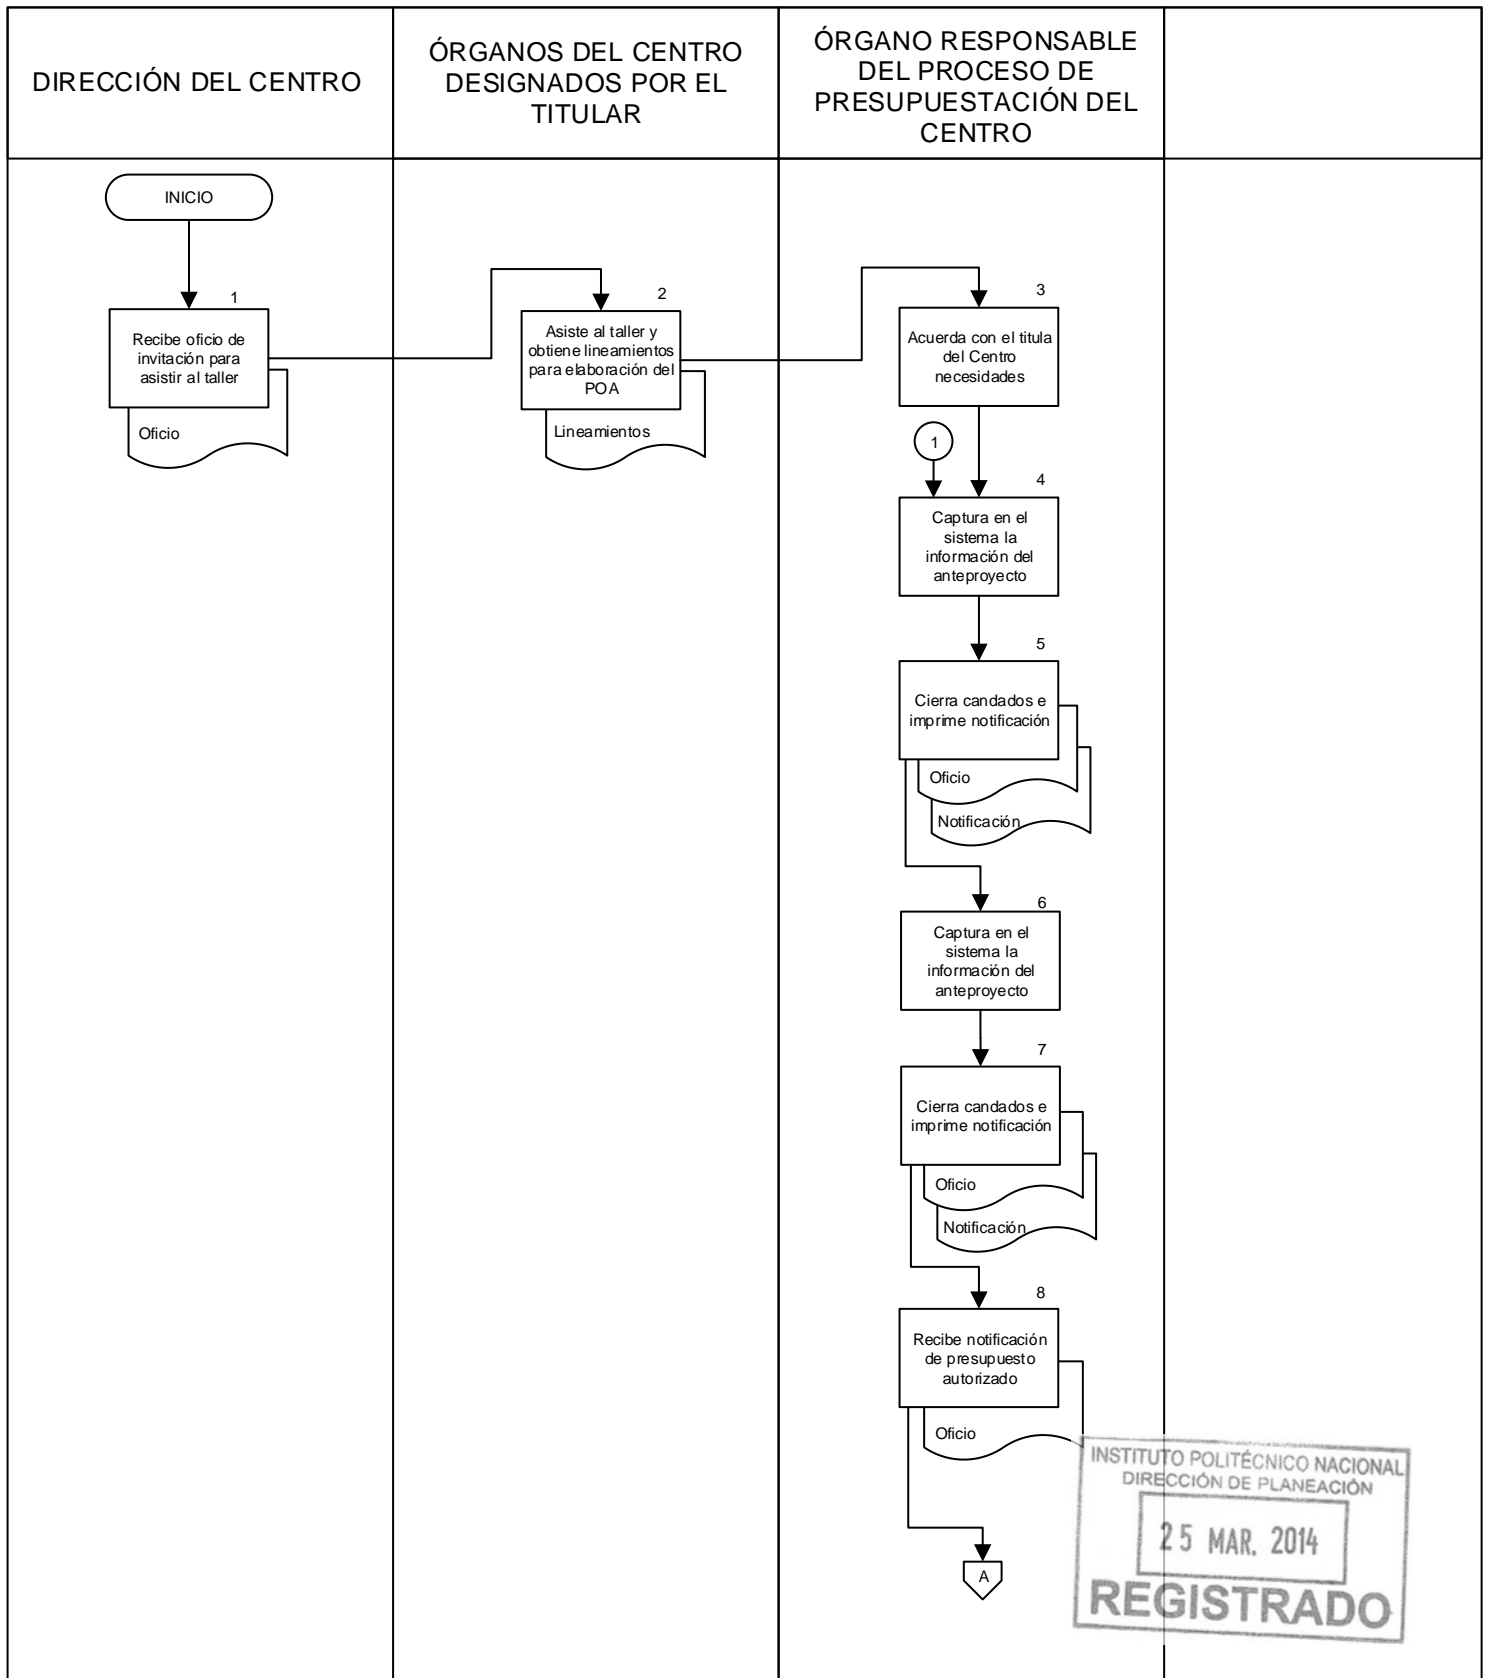 DIRECCIÓN DEL CENTRO
ÓRGANOS DEL CENTRO
DESIGNADOS POR EL
TITULAR
ÓRGANO RESPONSABLE
DEL PROCESO DE
PRESUPUESTACIÓN DEL
CENTRO
INICIO
1
Recibe oficio de
invitación para
asistir al taller
Oficio
2
Asiste al taller y
obtiene lineamientos
para elaboración del
POA
Lineamientos
3
Acuerda con el titula
del Centro
necesidades
1
4
Captura en el
sistema la
información del
anteproyecto
5
Cierra candados e
imprime notificación
Oficio
Notificación
6
Captura en el
sistema la
información del
anteproyecto
7
Cierra candados e
imprime notificación
Oficio
Notificación
8
Recibe notificación
de presupuesto
autorizado
Oficio
A
INSTITUTO POLITÉCNICO NACIONAL
DIRECCIÓN DE PLANEACIÓN
25 MAR. 2014
REGISTRADO